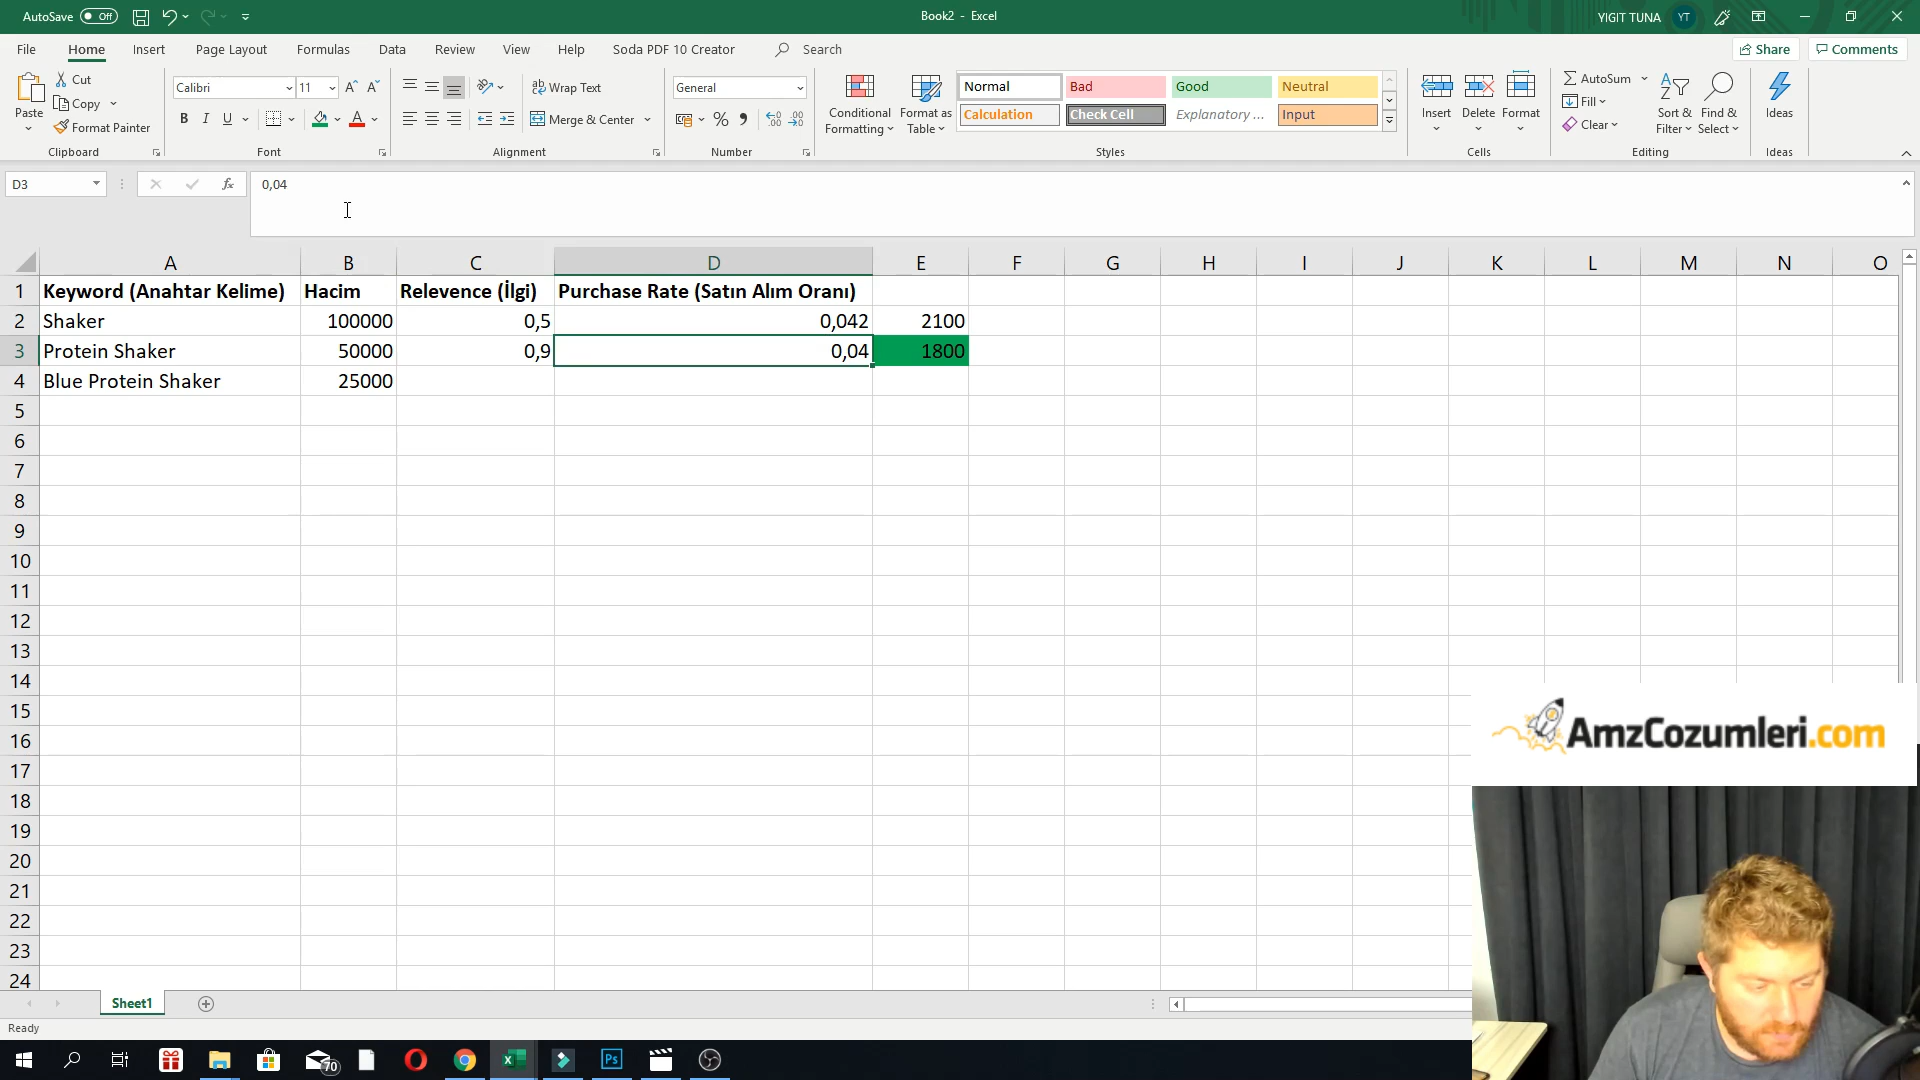 AutoSave Off
Book2 - Excel
YIGIT TUNA YT
File Home Insert Page Layout Formulas Data Review View Help Soda PDF 10 Creator Search Share Comments
Paste
Cut
Copy
Format Painter
Clipboard
Calibri 11
B I U
Font
Wrap Text
Merge & Center
Alignment
General
Number
Conditional Formatting
Format as Table
Normal Bad Good Neutral
Calculation Check Cell Explanatory ... Input
Styles
Insert Delete Format
Cells
AutoSum
Fill
Clear
Sort & Filter
Find & Select
Editing
Ideas
Ideas
D3 fx 0,04
A B C D E F G H I J K L M N O
1 Keyword (Anahtar Kelime) Hacim Relevence (İlgi) Purchase Rate (Satın Alım Oranı)
2 Shaker 100000 0,5 0,042 2100
3 Protein Shaker 50000 0,9 0,04 1800
4 Blue Protein Shaker 25000
5
6
7
8
9
10
11
12
13
14
15
16
17
18
19
20
21
22
23
24
AmzCozumleri.com
Sheet1
Ready
70
Ps